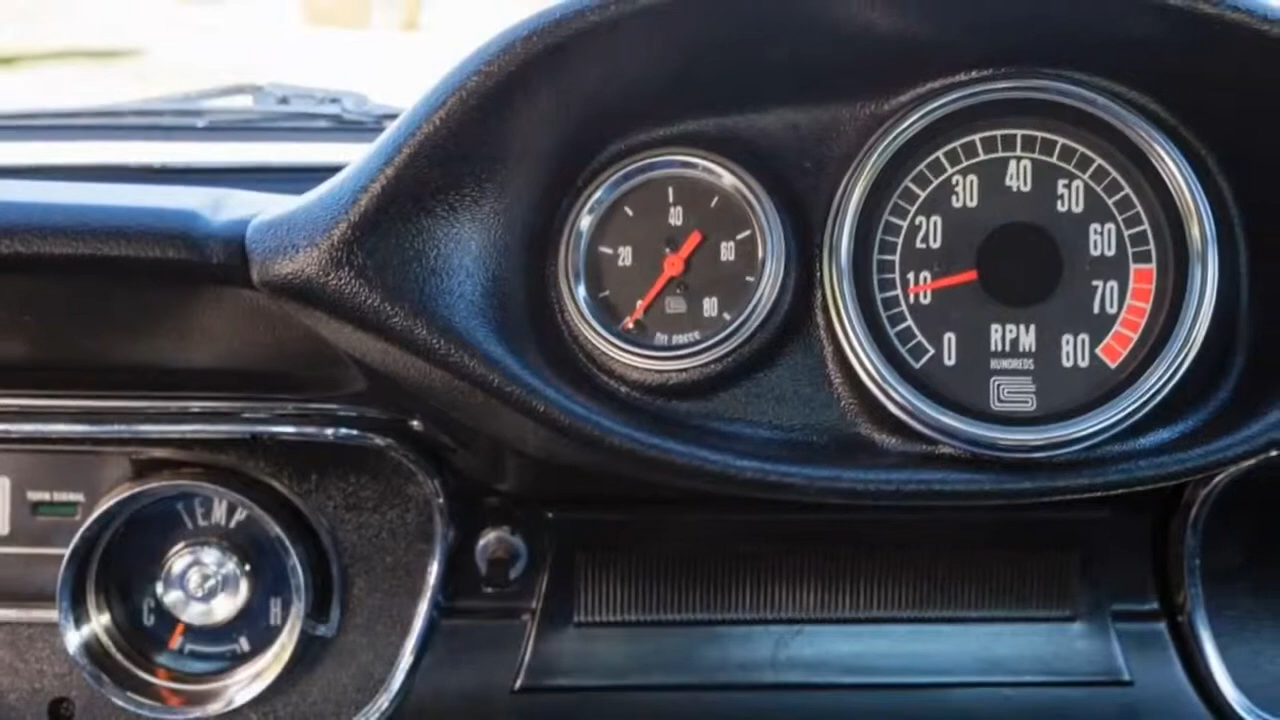 40
20
60
80
OIL PRESS
40
30
50
20
60
10
70
0
80
RPM
HUNDREDS
TURN SIGNAL
TEMP
C H